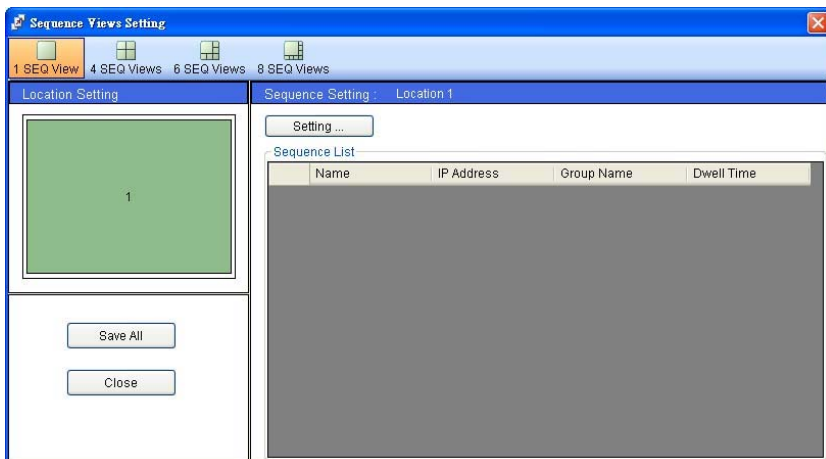 Sequence Views Setting
1 SEQ View 4 SEQ Views 6 SEQ Views 8 SEQ Views
Location Setting
1
Save All
Close
Sequence Setting : Location 1
Setting ...
Sequence List
Name IP Address Group Name Dwell Time